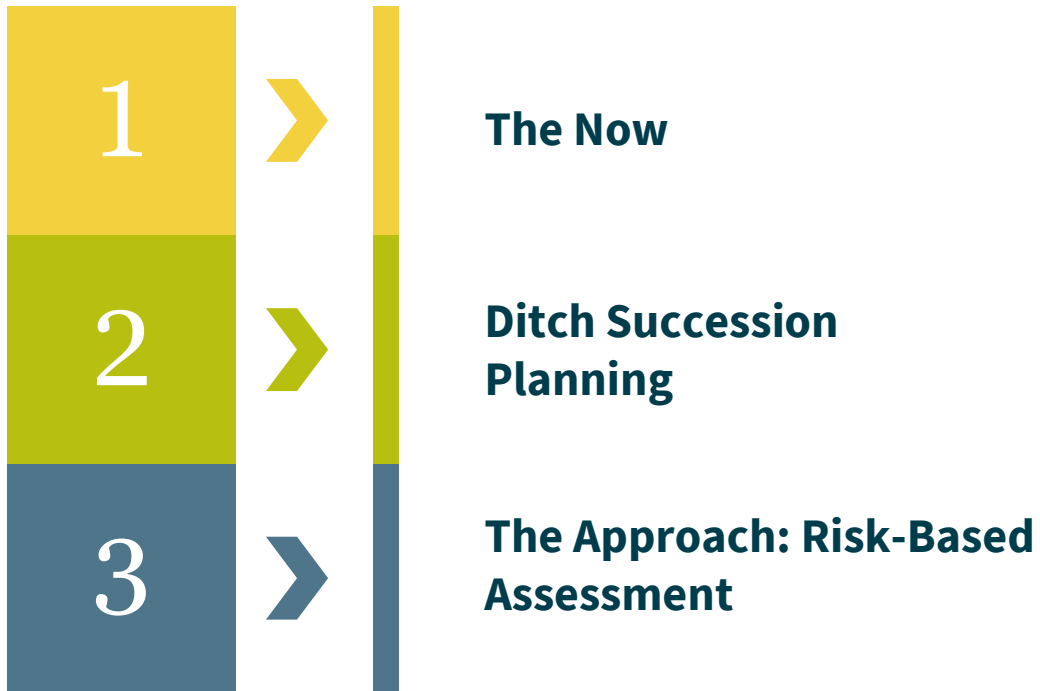 1
The Now
2
Ditch Succession
Planning
3
The Approach: Risk-Based
Assessment